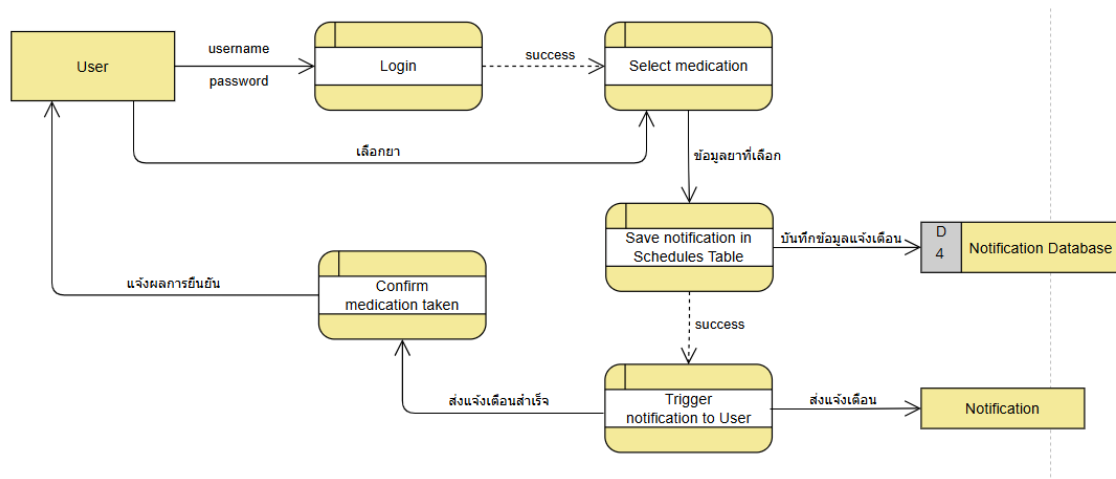 User
username
password
Login
success
Select medication
เลือกยา
ข้อมูลยาที่เลือก
Save notification in
Schedules Table
บันทึกข้อมูลแจ้งเตือน
D
4
Notification Database
แจ้งผลการยืนยัน
Confirm
medication taken
success
ส่งแจ้งเตือนสำเร็จ
Trigger
notification to User
ส่งแจ้งเตือน
Notification